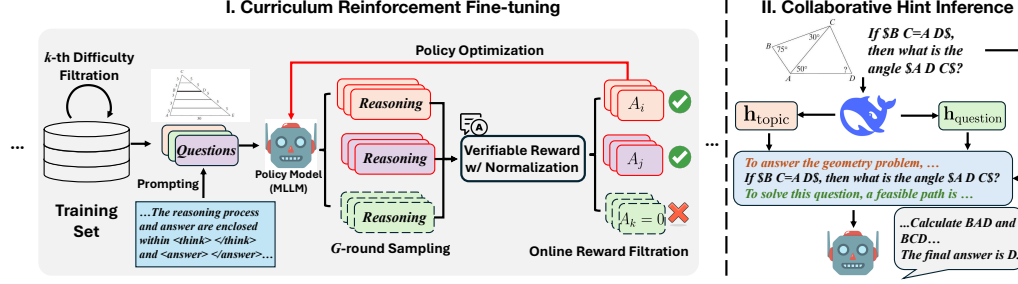 I. Curriculum Reinforcement Fine-tuning
k-th Difficulty
Filtration
...
Training
Set
Questions
Prompting
...The reasoning process
and answer are enclosed
within <think> </think>
and <answer> </answer>...
Policy Optimization
Policy Model
(MLLM)
Reasoning
Reasoning
Reasoning
G-round Sampling
A
Verifiable Reward
w/ Normalization
A_i
A_j
A_k = 0
Online Reward Filtration
...
II. Collaborative Hint Inference
C
30°
B
75°
50°
?
A
D
If $B C=A D$,
then what is the
angle $A D C$?
h_topic
h_question
To answer the geometry problem, ...
If $B C=A D$, then what is the angle $A D C$?
To solve this question, a feasible path is ...
...Calculate BAD and
BCD...
The final answer is D.